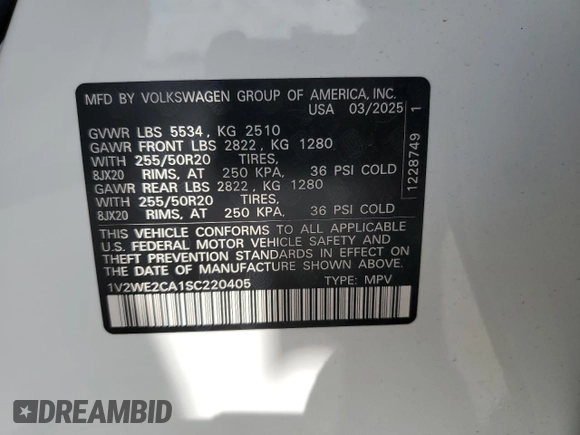 MFD BY VOLKSWAGEN GROUP OF AMERICA, INC.
USA 03/2025
GVWR LBS 5534 , KG 2510
GAWR FRONT LBS 2822 , KG 1280
WITH 255/50R20 TIRES,
8JX20 RIMS, AT 250 KPA, 36 PSI COLD
GAWR REAR LBS 2822 , KG 1280
WITH 255/50R20 TIRES,
8JX20 RIMS, AT 250 KPA, 36 PSI COLD
THIS VEHICLE CONFORMS TO ALL APPLICABLE
U.S. FEDERAL MOTOR VEHICLE SAFETY AND
THEFT PREVENTION STANDARDS IN EFFECT ON
THE DATE OF MANUFACTURE SHOWN ABOVE.
1V2WE2CA1SC220405 TYPE: MPV
1228749 1
DREAMBID